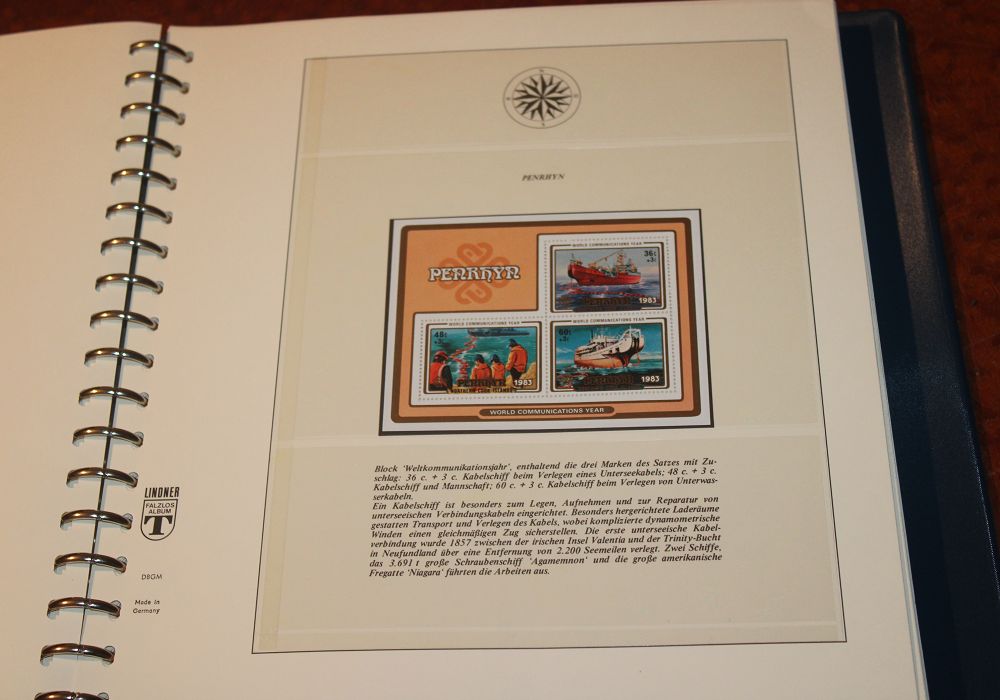 PENRHYN
PENRHYN
WORLD COMMUNICATIONS YEAR
36c
+3c
PENRHYN 1983
WORLD COMMUNICATIONS YEAR
48c
+3c
PENRHYN 1983
NORTHERN COOK ISLANDS
WORLD COMMUNICATIONS YEAR
60c
+3c
PENRHYN 1983
WORLD COMMUNICATIONS YEAR
Block 'Weltkommunikationsjahr', enthaltend die drei Marken des Satzes mit Zu-
schlag: 36 c. + 3 c. Kabelschiff beim Verlegen eines Unterseekabels; 48 c. + 3 c.
Kabelschiff und Mannschaft; 60 c. + 3 c. Kabelschiff beim Verlegen von Unterwas-
serkabeln.
Ein Kabelschiff ist besonders zum Legen, Aufnehmen und zur Reparatur von
unterseeischen Verbindungskabeln eingerichtet. Besonders hergerichtete Laderäume
gestatten Transport und Verlegen des Kabels, wobei komplizierte dynamometrische
Winden einen gleichmäßigen Zug sicherstellen. Die erste unterseeische Kabel-
verbindung wurde 1857 zwischen der irischen Insel Valentia und der Trinity-Bucht
in Neufundland über eine Entfernung von 2.200 Seemeilen verlegt. Zwei Schiffe,
das 3.691 t große Schraubenschiff 'Agamemnon' und die große amerikanische
Fregatte 'Niagara' führten die Arbeiten aus.
LINDNER
FALZLOS
ALBUM
T
DBGM
Made in
Germany